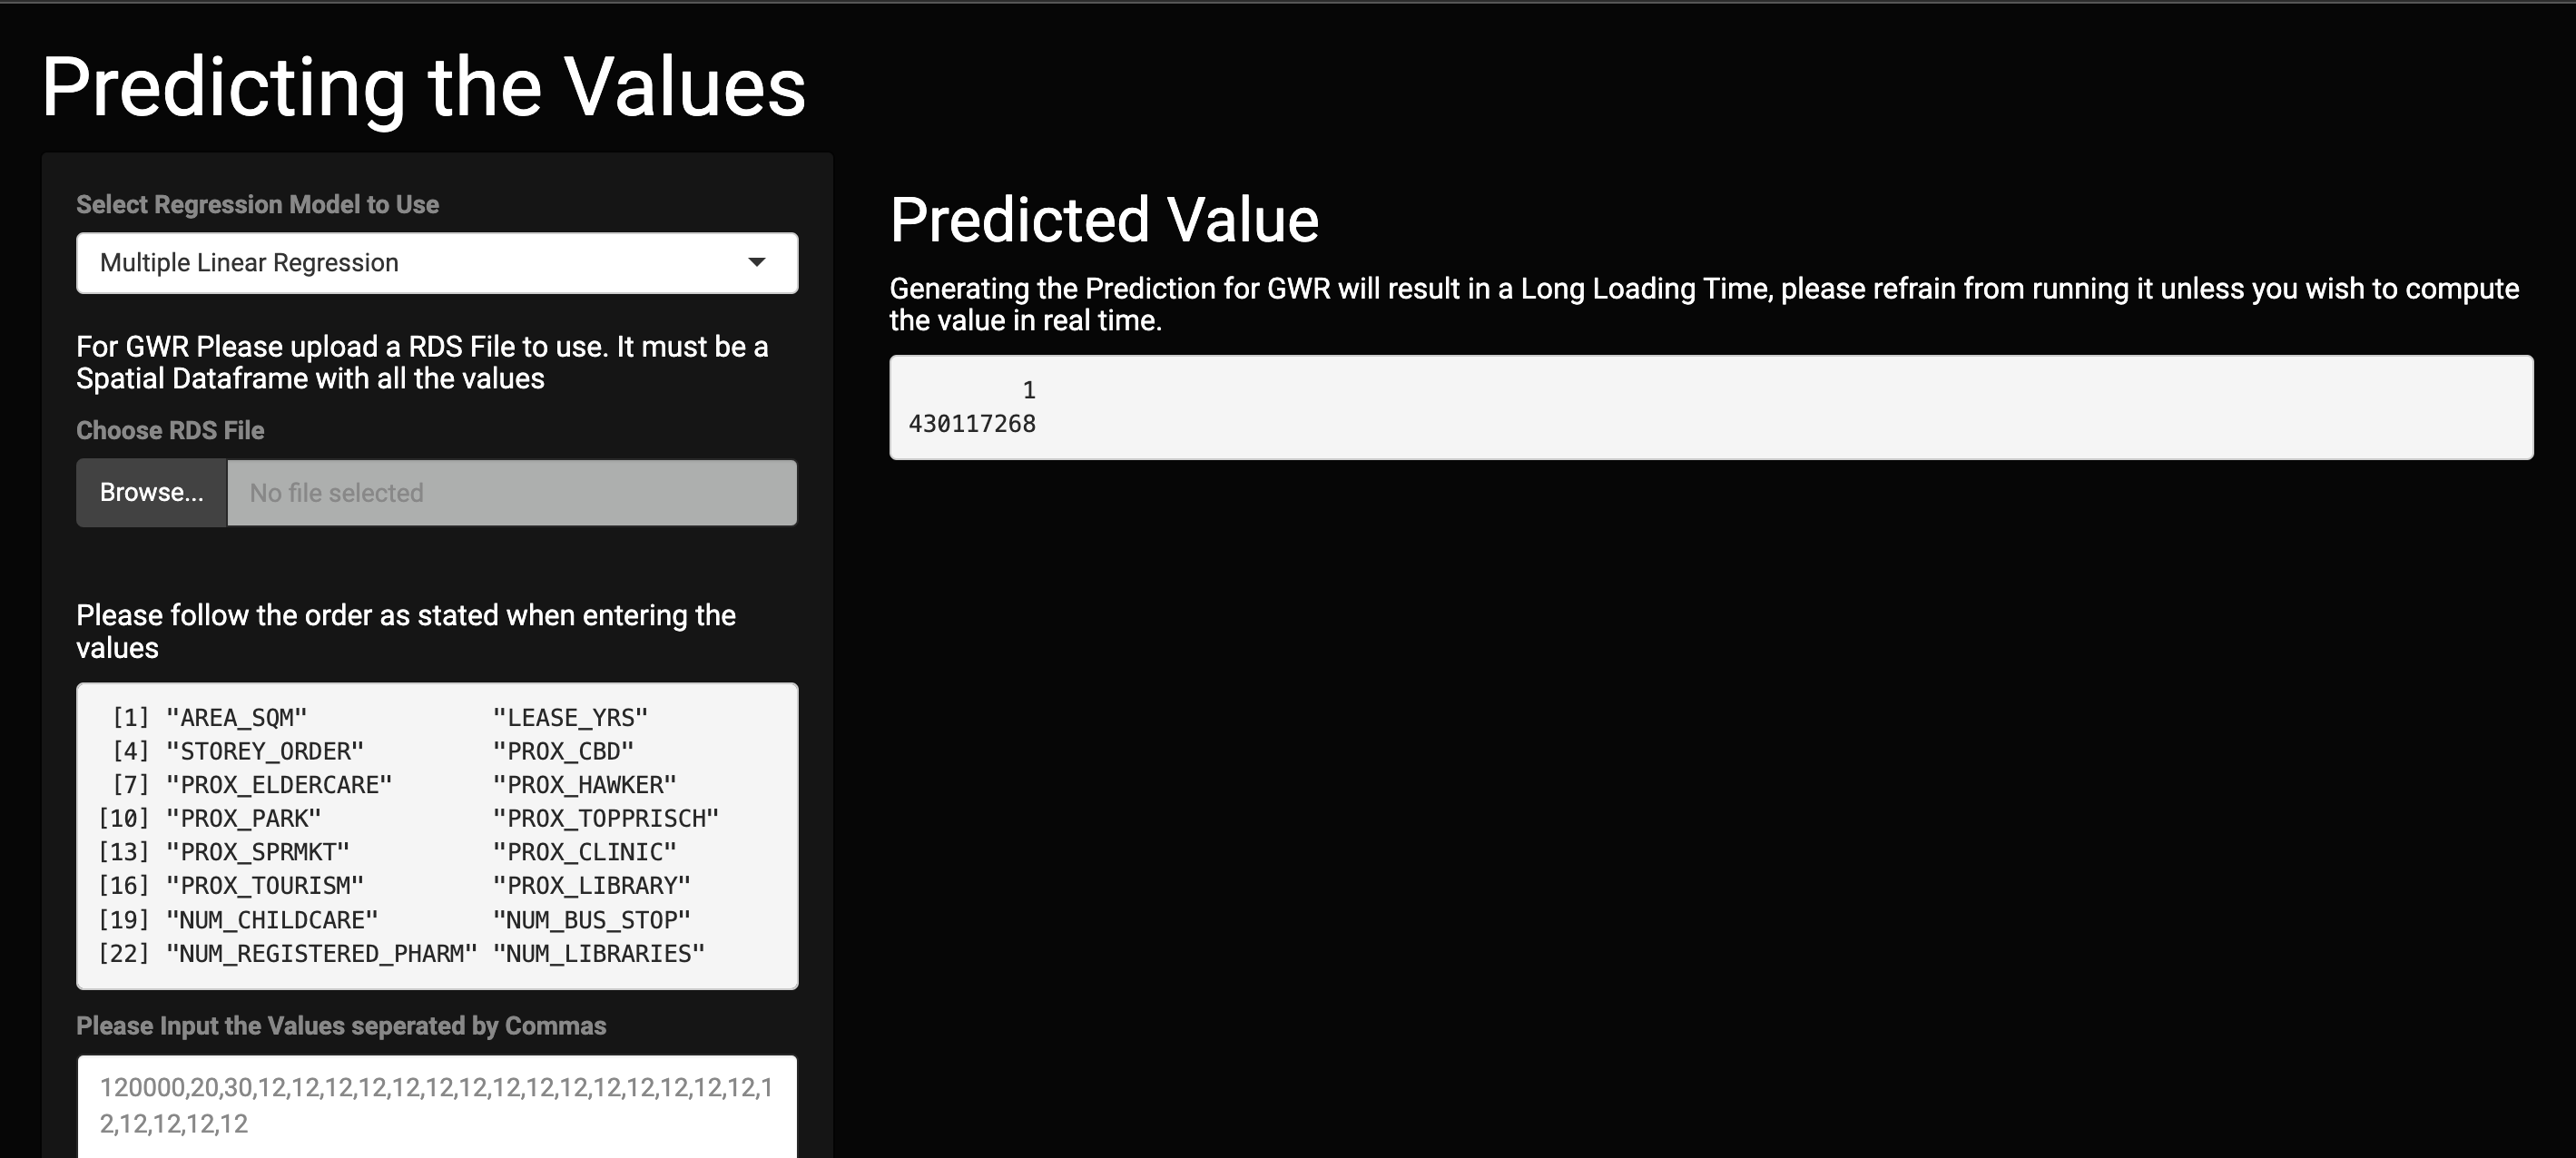 Predicting the Values
Select Regression Model to Use
Multiple Linear Regression
For GWR Please upload a RDS File to use. It must be a
Spatial Dataframe with all the values
Choose RDS File
Browse...
No file selected
Please follow the order as stated when entering the
values
[1] "AREA_SQM" "LEASE_YRS"
[4] "STOREY_ORDER" "PROX_CBD"
[7] "PROX_ELDERCARE" "PROX_HAWKER"
[10] "PROX_PARK" "PROX_TOPPRISCH"
[13] "PROX_SPRMKT" "PROX_CLINIC"
[16] "PROX_TOURISM" "PROX_LIBRARY"
[19] "NUM_CHILDCARE" "NUM_BUS_STOP"
[22] "NUM_REGISTERED_PHARM" "NUM_LIBRARIES"
Please Input the Values seperated by Commas
120000,20,30,12,12,12,12,12,12,12,12,12,12,12,12,12,12,12,1
2,12,12,12,12
Predicted Value
Generating the Prediction for GWR will result in a Long Loading Time, please refrain from running it unless you wish to compute
the value in real time.
1
430117268